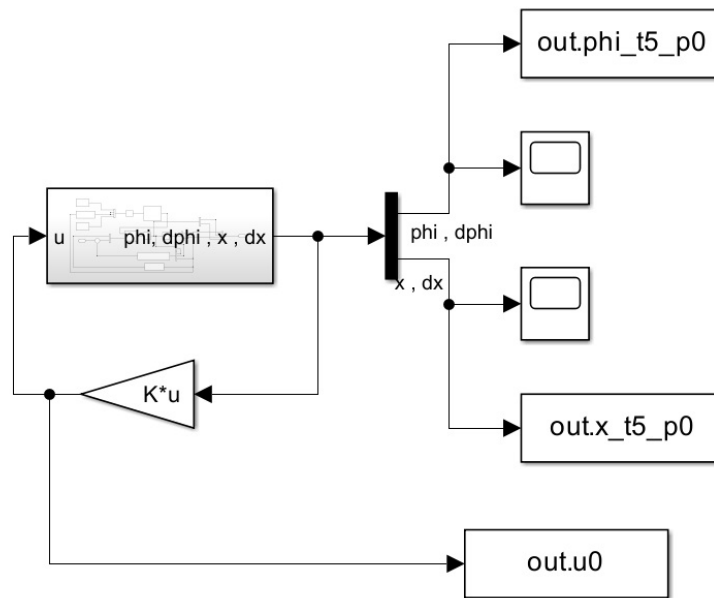 out.phi_t5_p0
u
phi, dphi , x , dx
phi , dphi
x , dx
K*u
out.x_t5_p0
out.u0